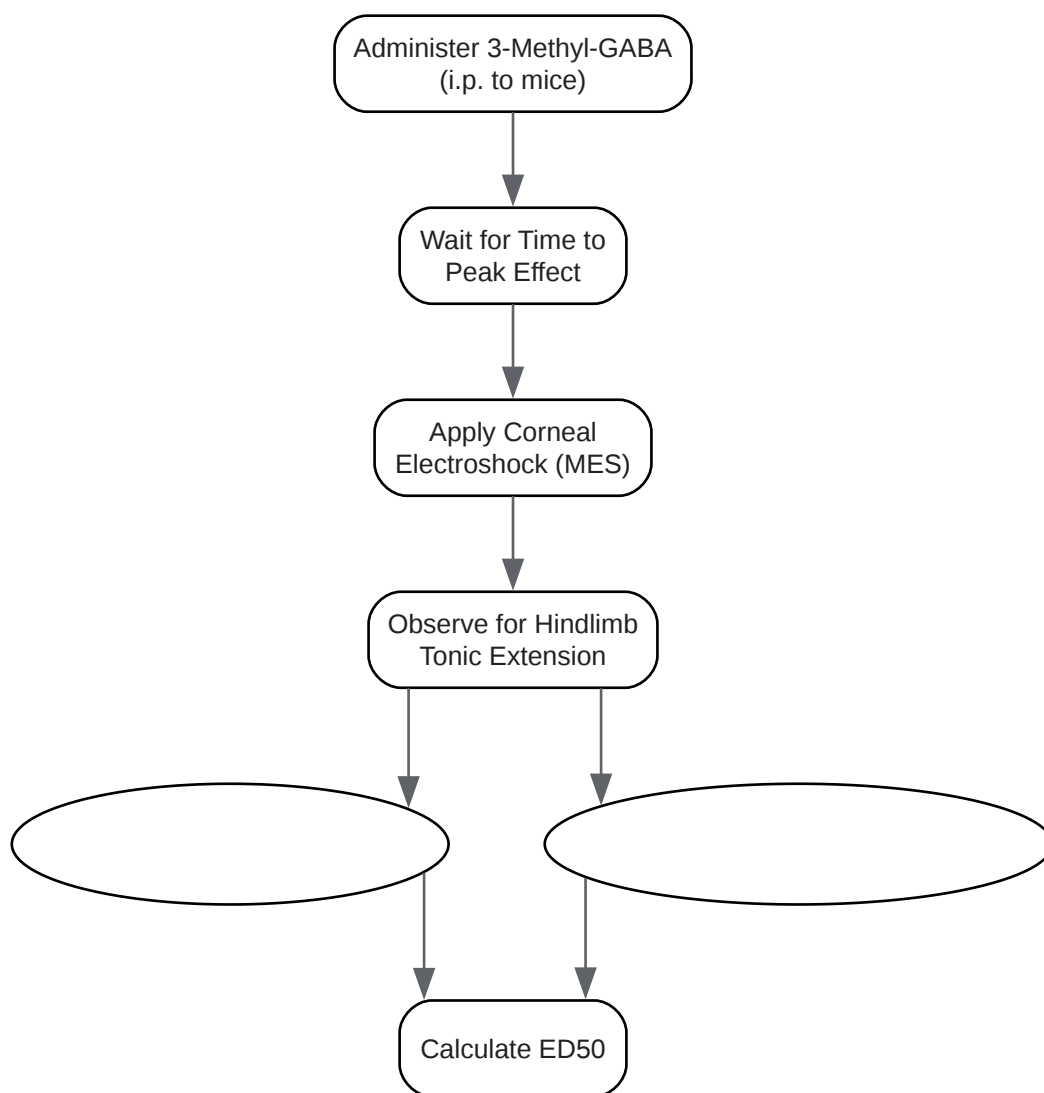 Administer 3-Methyl-GABA
(i.p. to mice)
Wait for Time to
Peak Effect
Apply Corneal
Electroshock (MES)
Observe for Hindlimb
Tonic Extension
Calculate ED50